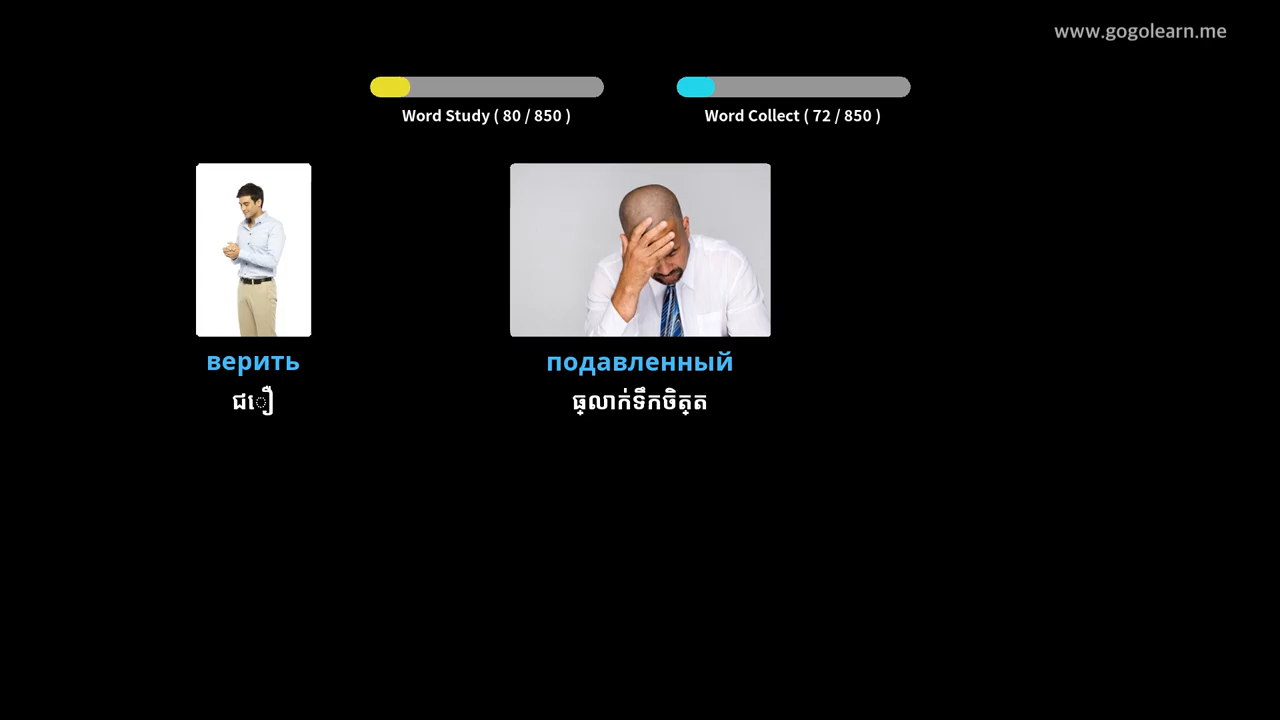 www.gogolearn.me
Word Study ( 80 / 850 )
Word Collect ( 72 / 850 )
верить
подавленный
ជឿ
ធ្លាក់ទឹកចិត្ត